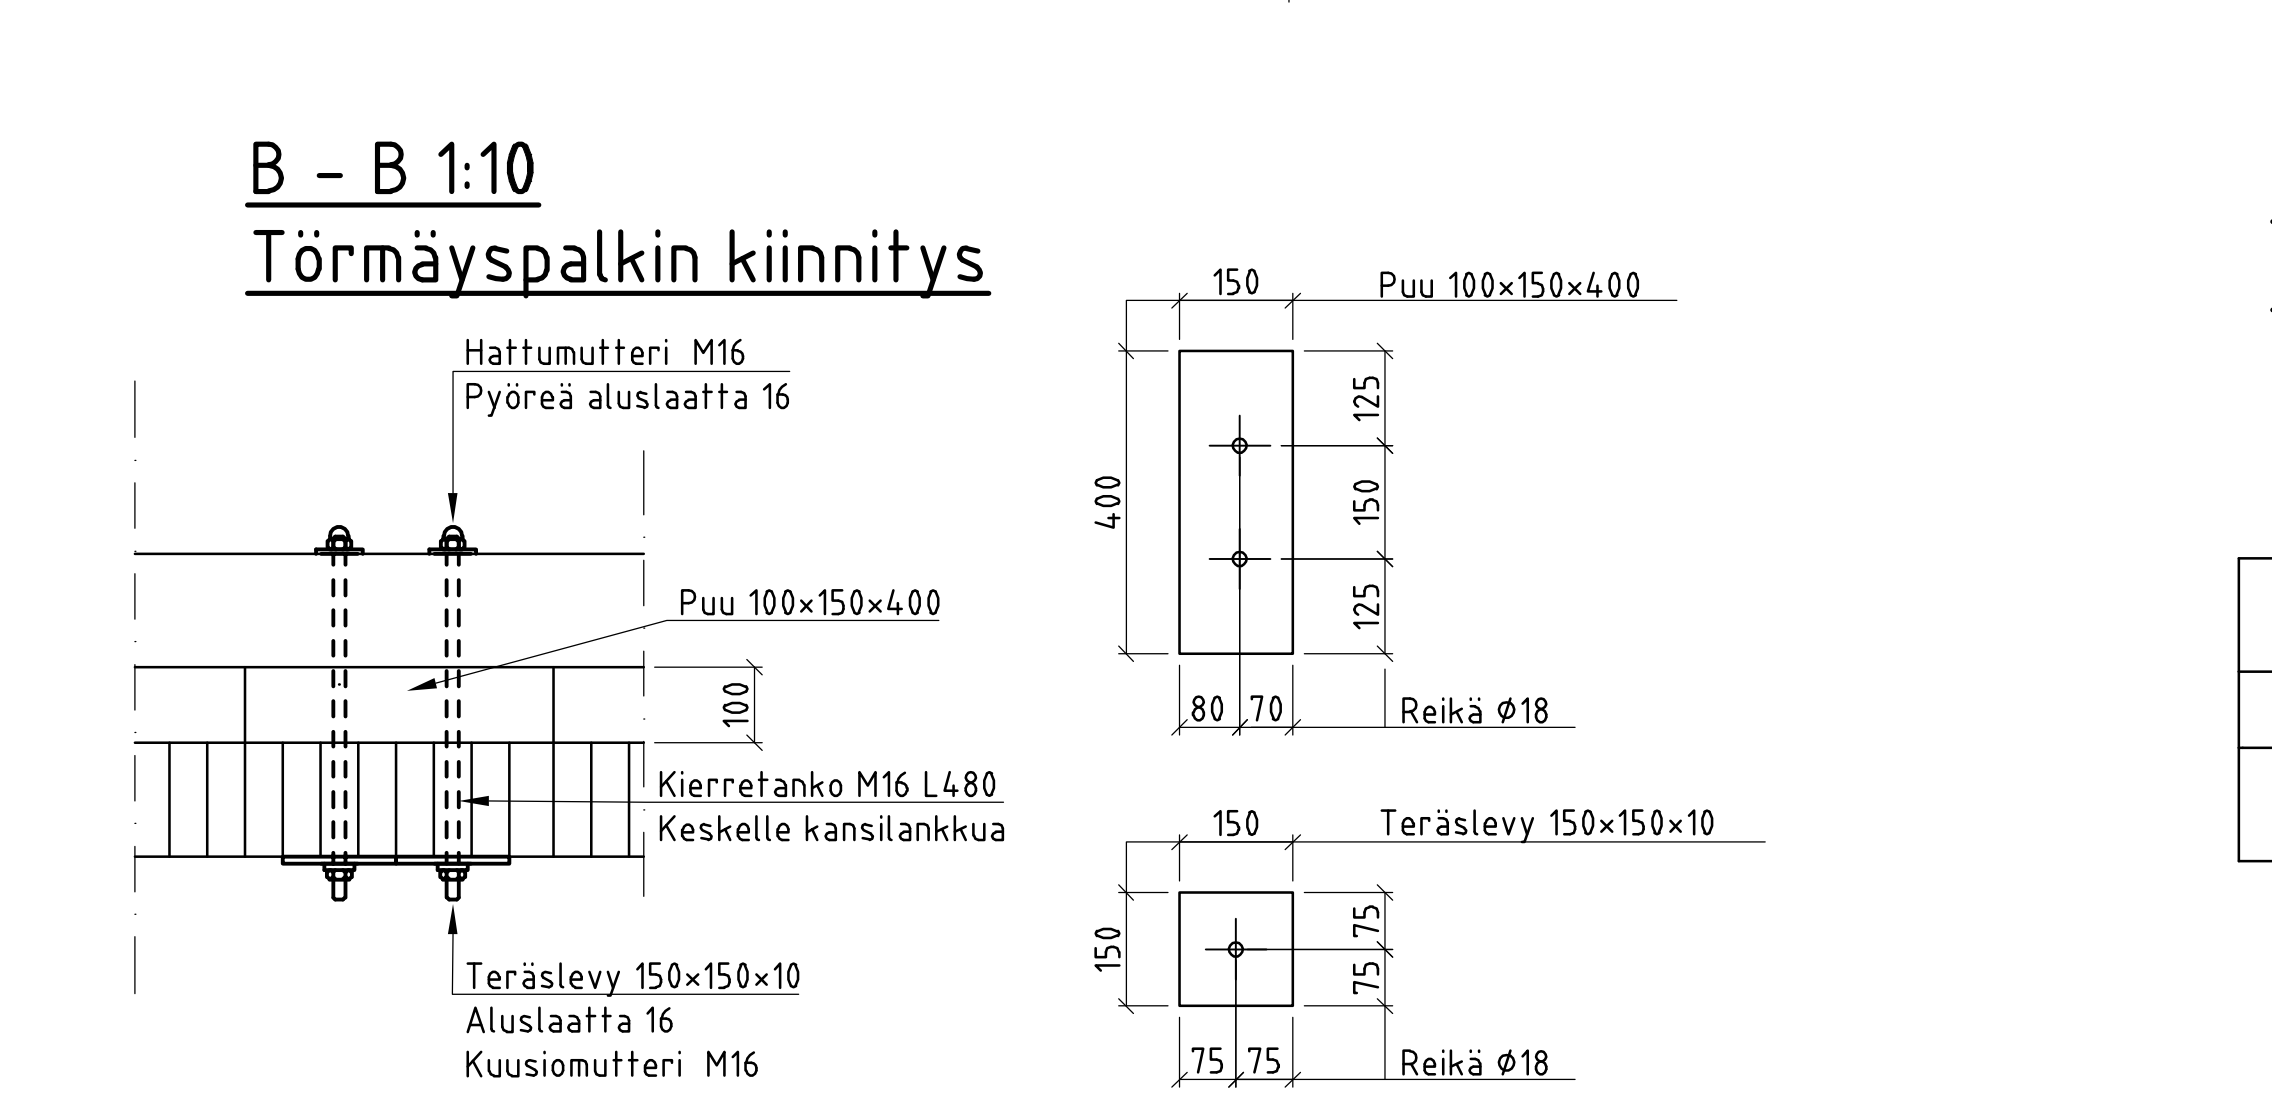 B - B 1:10
Törmäyspalkin kiinnitys
Hattumutteri M16
Pyöreä aluslaatta 16
Puu 100×150×400
100
Kierretanko M16 L480
Keskelle kansilankkua
Teräslevy 150×150×10
Aluslaatta 16
Kuusiomutteri M16
150
Puu 100×150×400
125
400
150
125
80
70
Reikä Ø18
150
Teräslevy 150×150×10
75
150
75
75
75
Reikä Ø18